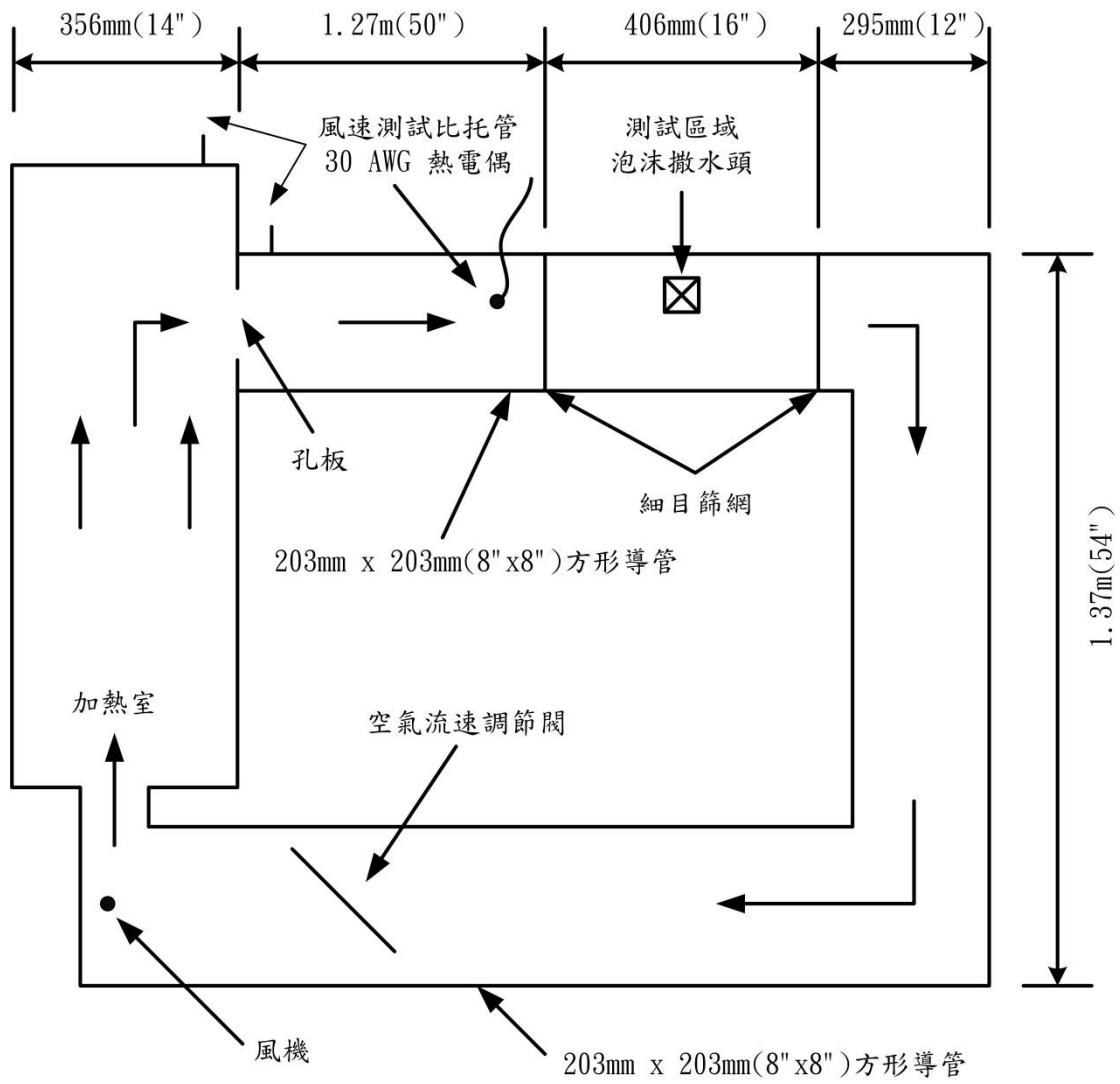 356mm(14")
1.27m(50")
406mm(16")
295mm(12")
風速測試比托管
30 AWG 熱電偶
測試區域
泡沫撒水頭
孔板
細目篩網
203mm x 203mm(8"x8")方形導管
1.37m(54")
加熱室
空氣流速調節閥
風機
203mm x 203mm(8"x8")方形導管